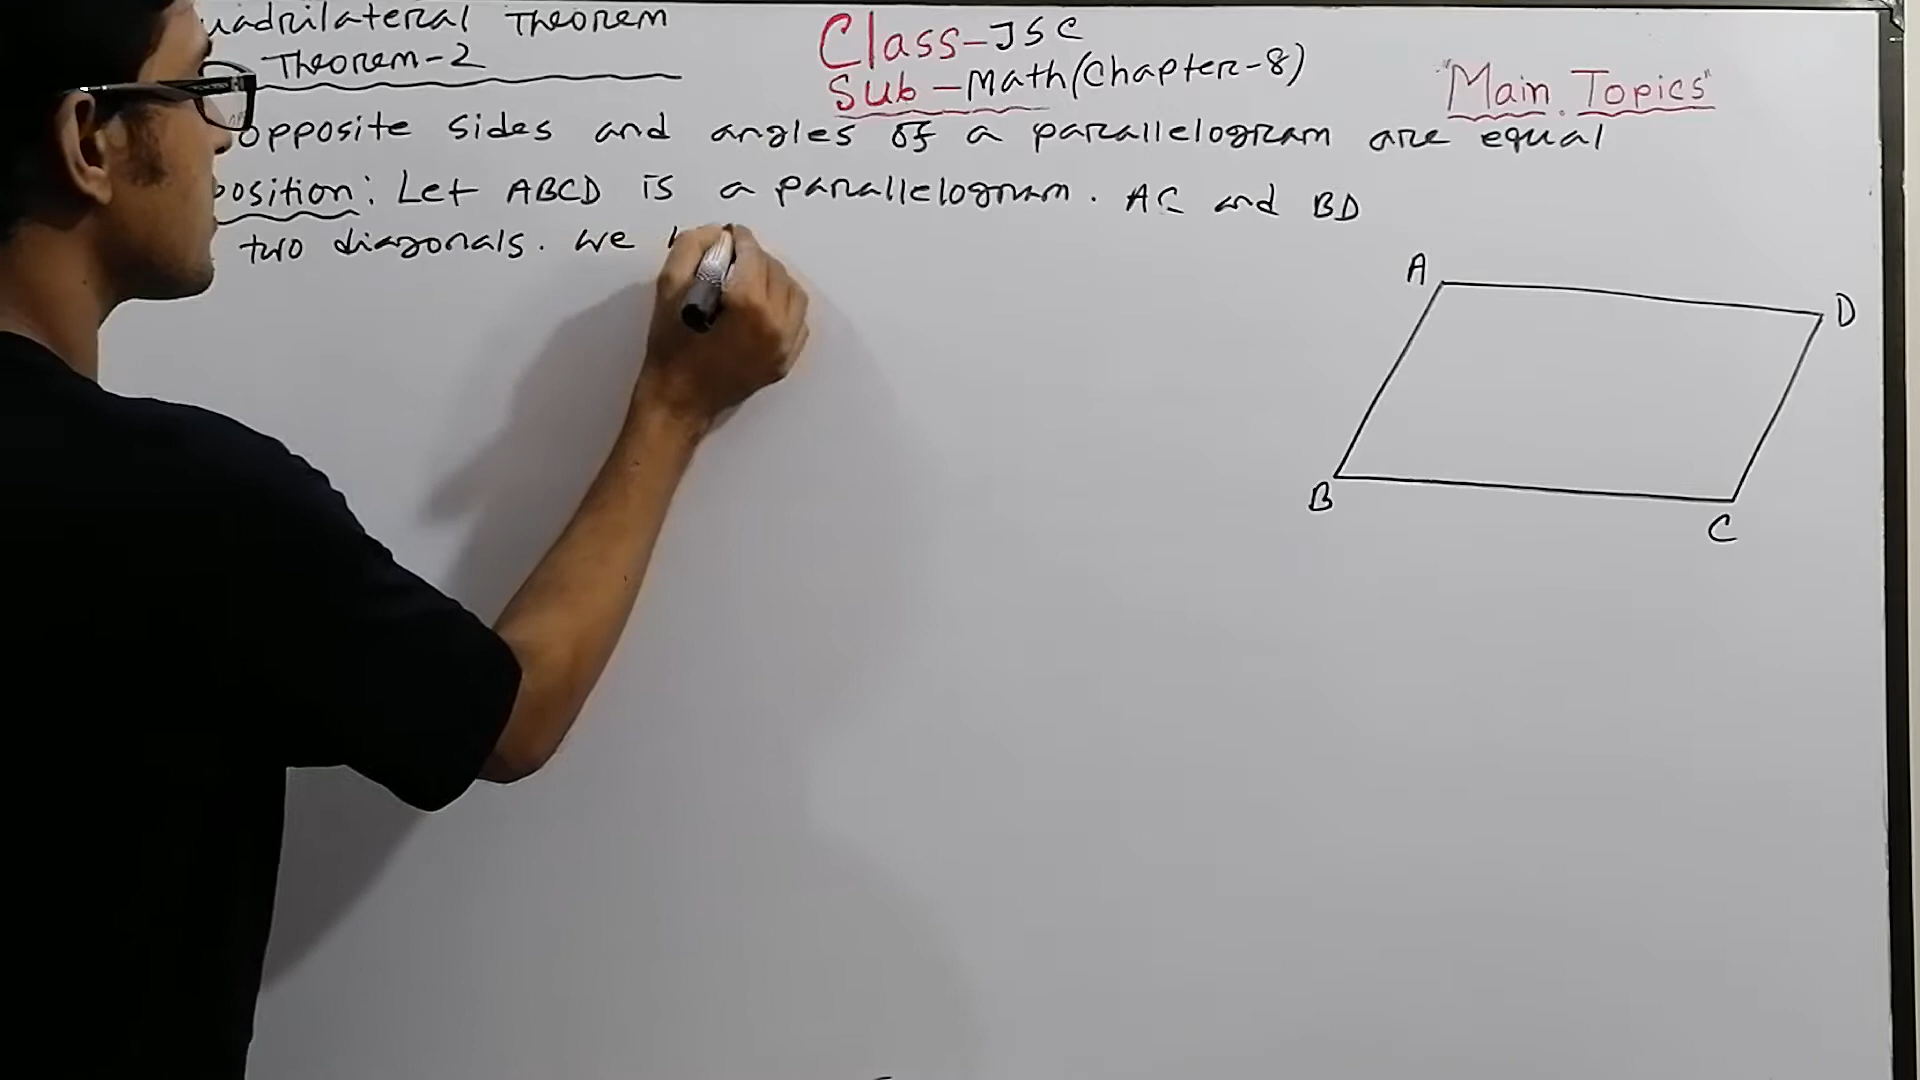 uadrilateral Theorem
Theorem-2
Class-JSC
Sub-Math(Chapter-8)
"Main Topics"
opposite sides and angles of a parallelogram are equal
position: Let ABCD is a parallelogram. AC and BD
two diagonals. we
A
D
B
C